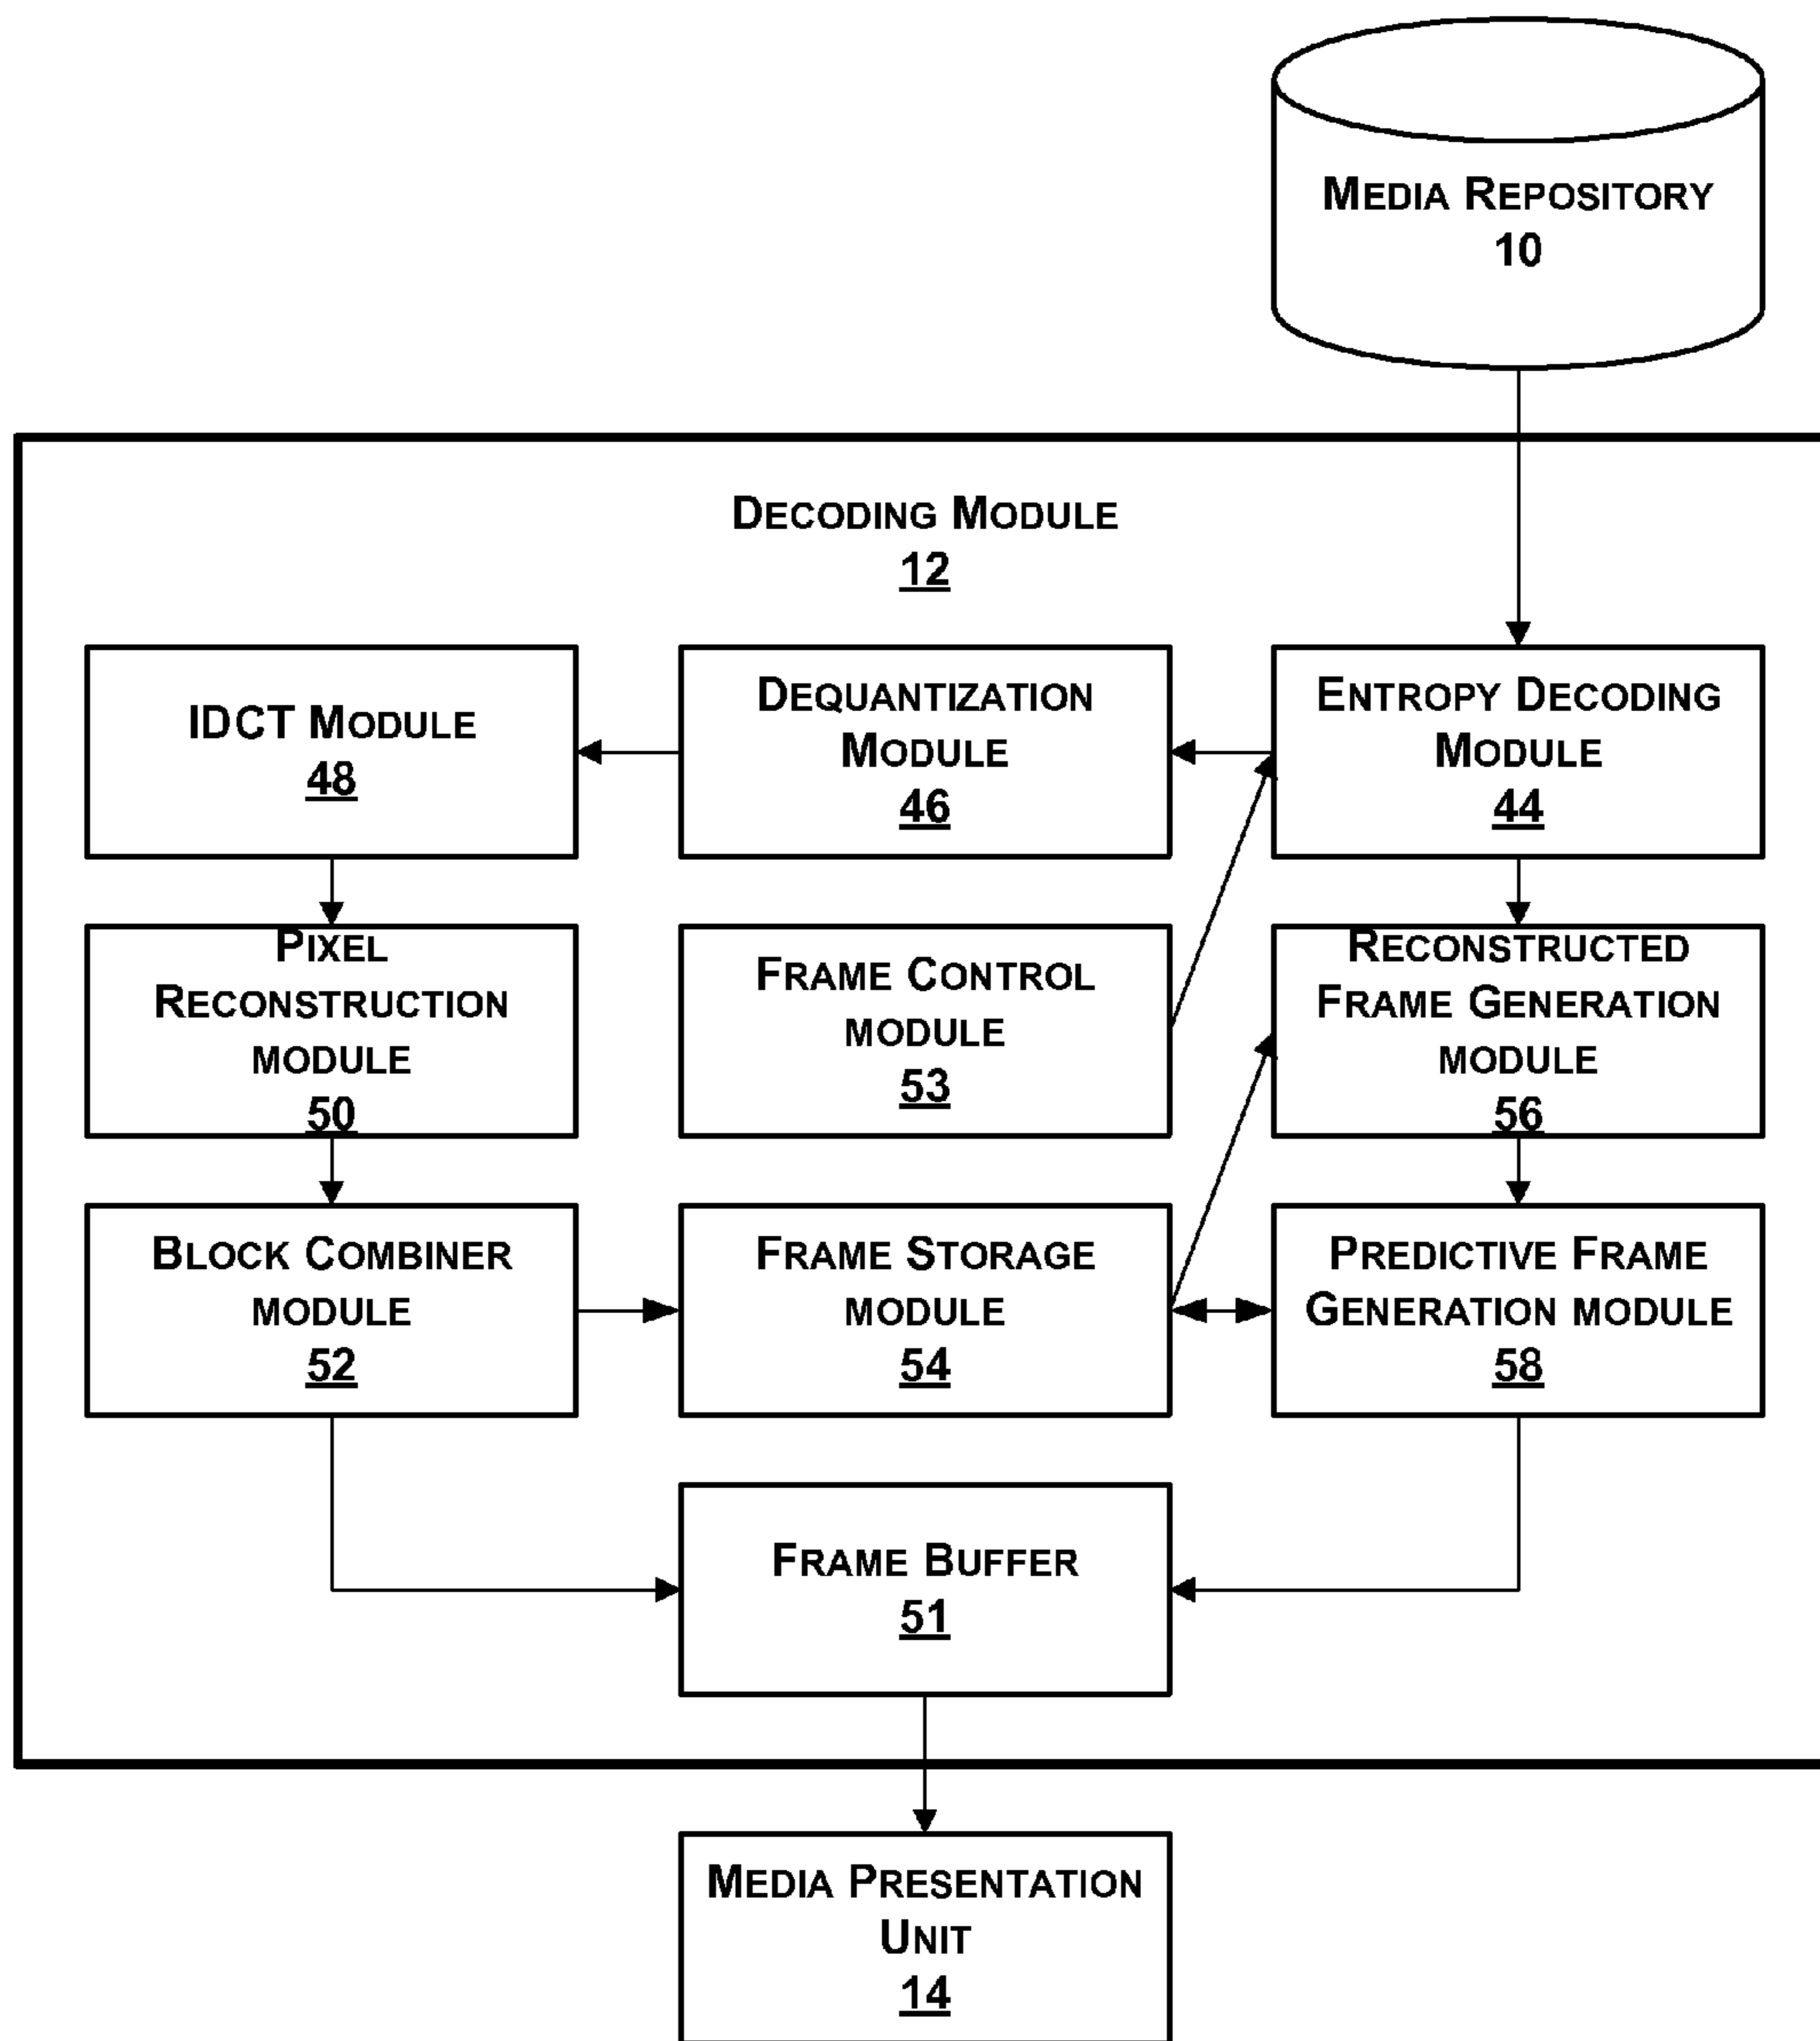 MEDIA REPOSITORY
10
DECODING MODULE
12
IDCT MODULE
48
DEQUANTIZATION
MODULE
46
ENTROPY DECODING
MODULE
44
PIXEL
RECONSTRUCTION
MODULE
50
FRAME CONTROL
MODULE
53
RECONSTRUCTED
FRAME GENERATION
MODULE
56
BLOCK COMBINER
MODULE
52
FRAME STORAGE
MODULE
54
PREDICTIVE FRAME
GENERATION MODULE
58
FRAME BUFFER
51
MEDIA PRESENTATION
UNIT
14